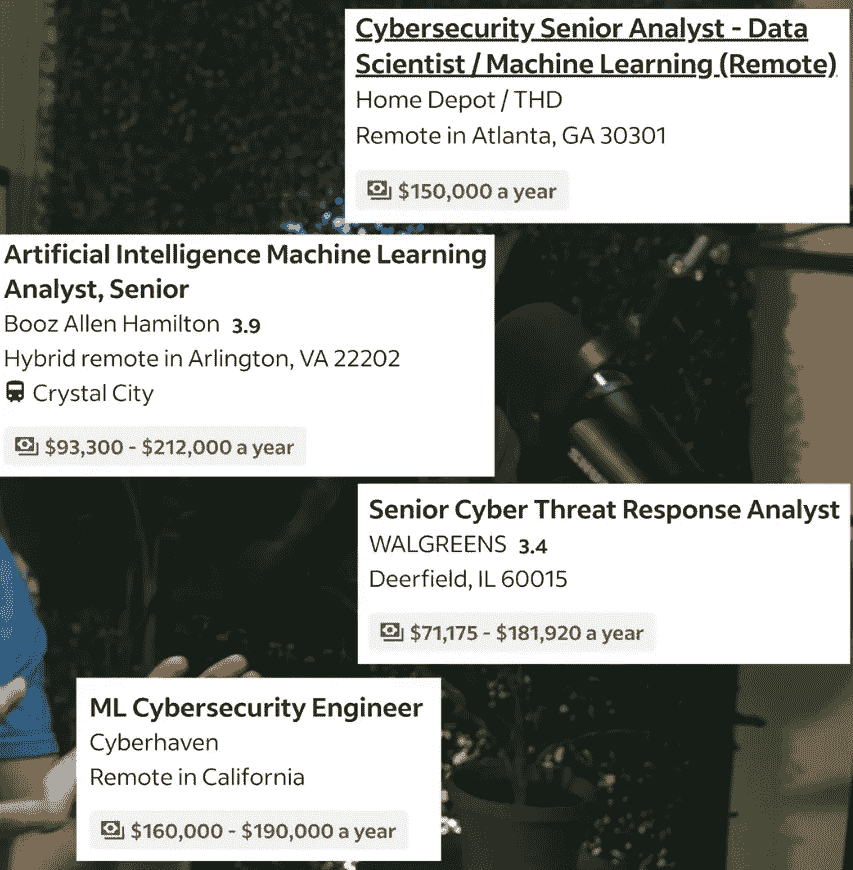 Cybersecurity Senior Analyst - Data
Scientist / Machine Learning (Remote)
Home Depot / THD
Remote in Atlanta, GA 30301
$150,000 a year
Artificial Intelligence Machine Learning
Analyst, Senior
Booz Allen Hamilton 3.9
Hybrid remote in Arlington, VA 22202
Crystal City
$93,300 - $212,000 a year
Senior Cyber Threat Response Analyst
WALGREENS 3.4
Deerfield, IL 60015
$71,175 - $181,920 a year
ML Cybersecurity Engineer
Cyberhaven
Remote in California
$160,000 - $190,000 a year